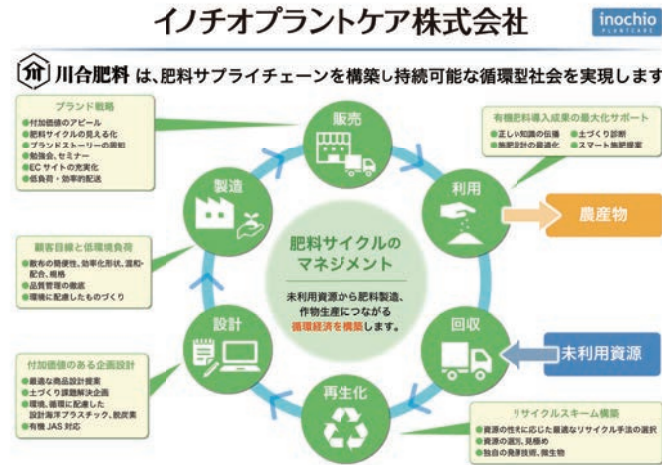 イノチオプラントケア株式会社
inochio
PLANTCARE
川合肥料 は、肥料サプライチェーンを構築し持続可能な循環型社会を実現します
ブランド戦略
●付加価値のアピール
●肥料サイクルの見える化
●ブランドストーリーの周知
●勉強会、セミナー
●ECサイトの充実化
●低負荷・効率的配送
販売
有機肥料導入成果の最大化サポート
●正しい知識の伝播 ●土づくり診断
●施肥設計の最適化 ●スマート施肥提案
製造
利用
農産物
顧客目線と低環境負荷
●散布の簡便性、効率化形状、混和・
配合、規格
●品質管理の徹底
●環境に配慮したものづくり
肥料サイクルの
マネジメント
未利用資源から肥料製造、
作物生産につながる
循環経済を構築します。
設計
回収
未利用資源
付加価値のある企画設計
●最適な商品設計提案
●土づくり課題解決企画
●環境、循環に配慮した
設計海洋プラスチック、脱炭素
●有機JAS対応
再生化
リサイクルスキーム構築
●資源の性状に応じた最適なリサイクル手法の選択
●資源の選別、見極め
●独自の発酵技術、微生物